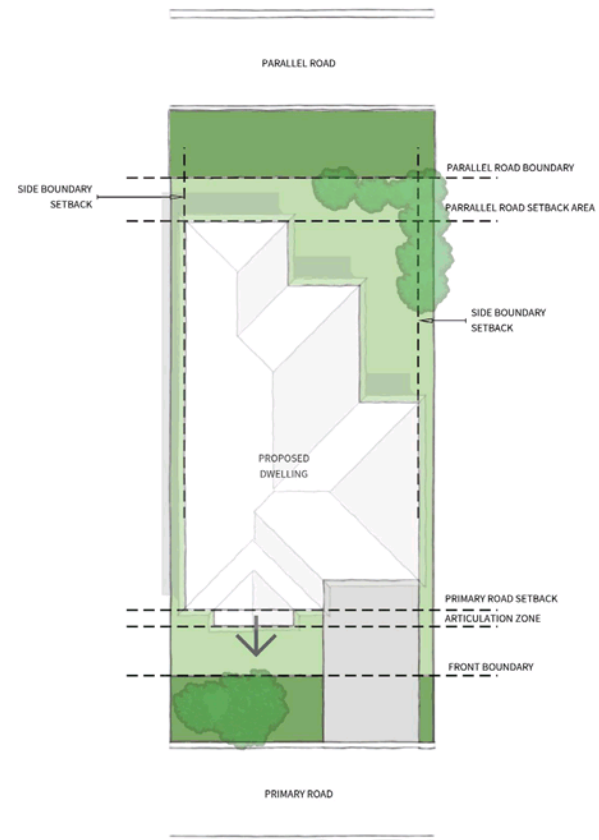 PARALLEL ROAD
PARALLEL ROAD BOUNDARY
SIDE BOUNDARY
SETBACK
PARRALLEL ROAD SETBACK AREA
SIDE BOUNDARY
SETBACK
PROPOSED
DWELLING
PRIMARY ROAD SETBACK
ARTICULATION ZONE
FRONT BOUNDARY
PRIMARY ROAD